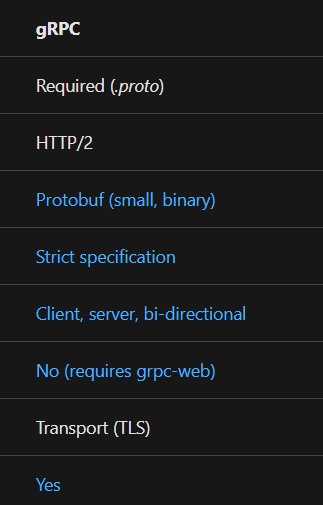 gRPC
Required (.proto)
HTTP/2
Protobuf (small, binary)
Strict specification
Client, server, bi-directional
No (requires grpc-web)
Transport (TLS)
Yes